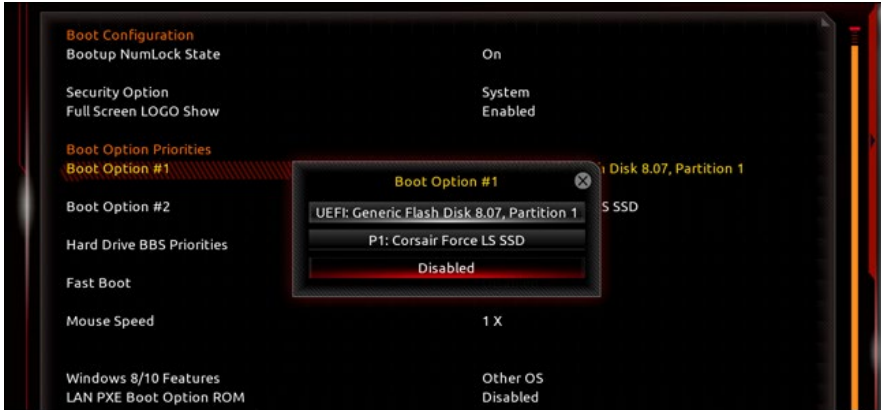 Boot Configuration
Bootup NumLock State On
Security Option System
Full Screen LOGO Show Enabled
Boot Option Priorities
Boot Option #1 Disk 8.07, Partition 1
Boot Option #1
UEFI: Generic Flash Disk 8.07, Partition 1
Boot Option #2 S SSD
P1: Corsair Force LS SSD
Hard Drive BBS Priorities
Disabled
Fast Boot
Mouse Speed 1 X
Windows 8/10 Features Other OS
LAN PXE Boot Option ROM Disabled